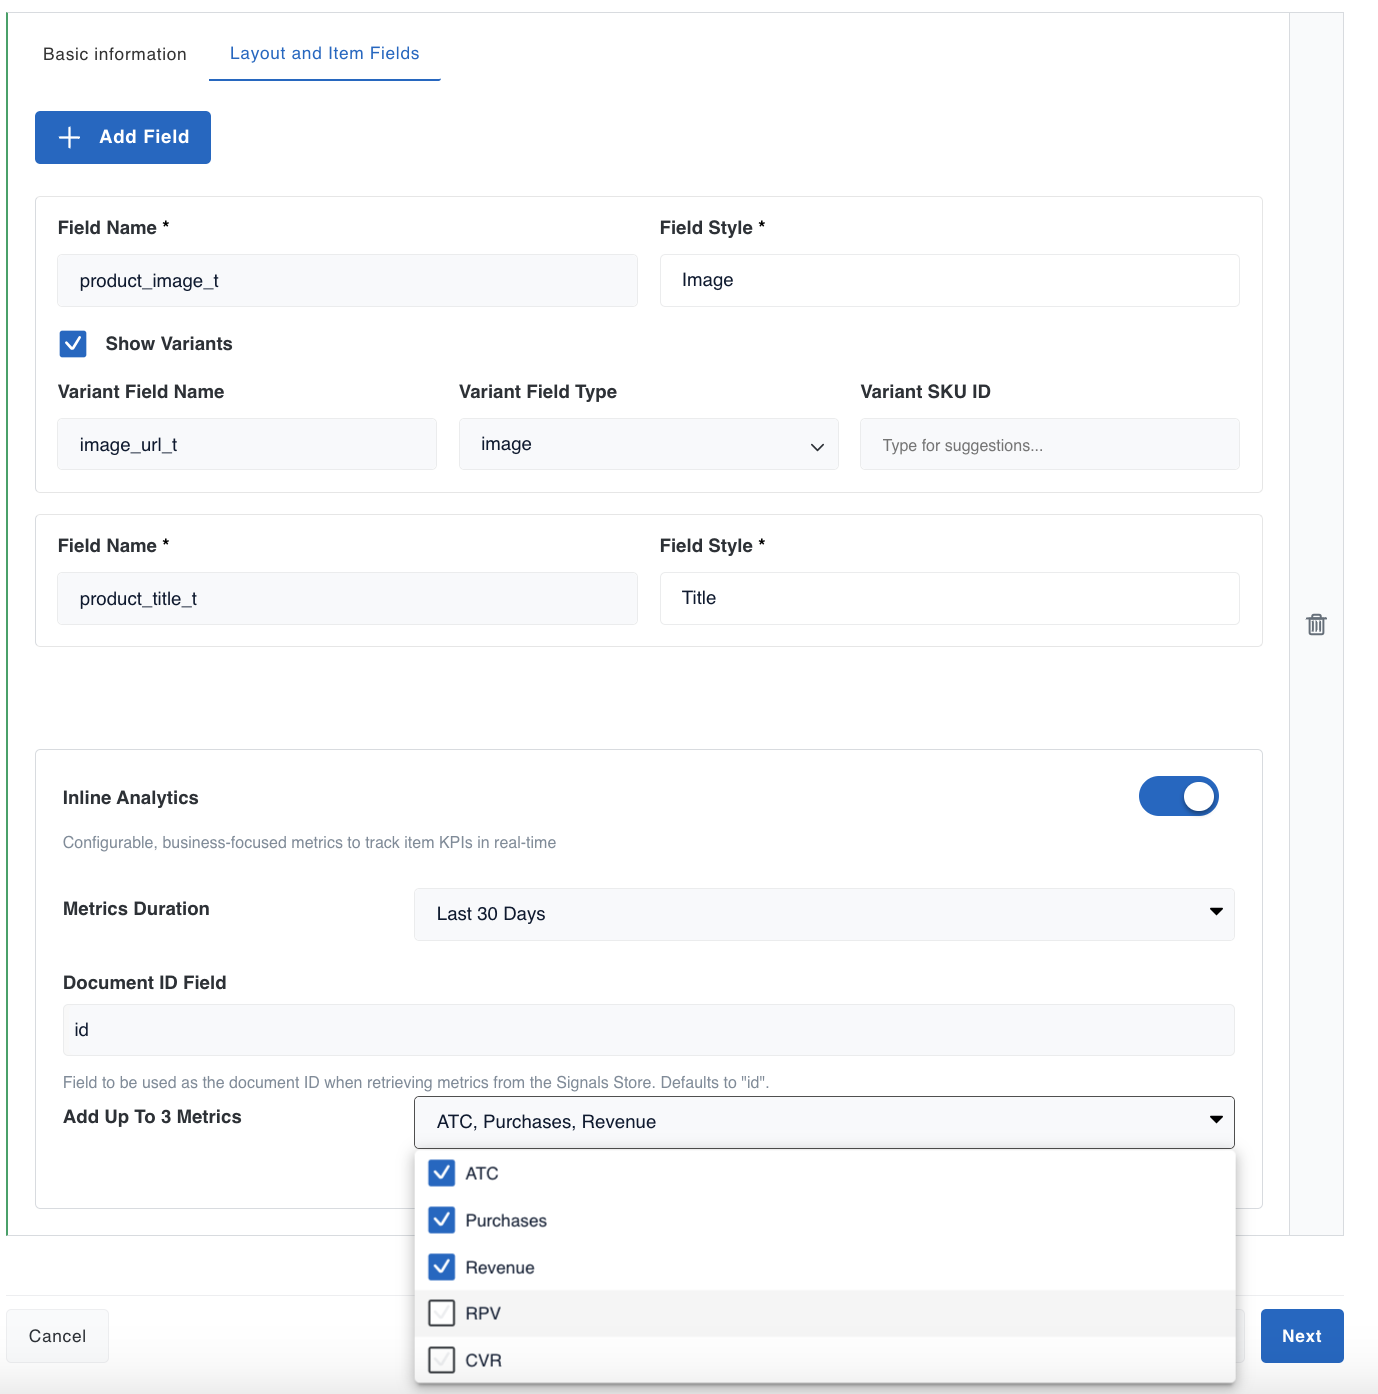 Basic information
Layout and Item Fields
Add Field
Field Name *
Field Style *
product_image_t
Image
Show Variants
Variant Field Name
Variant Field Type
Variant SKU ID
image_url_t
image
Type for suggestions...
Field Name *
Field Style *
product_title_t
Title
Inline Analytics
Configurable, business-focused metrics to track item KPIs in real-time
Metrics Duration
Last 30 Days
Document ID Field
id
Field to be used as the document ID when retrieving metrics from the Signals Store. Defaults to "id".
Add Up To 3 Metrics
ATC, Purchases, Revenue
ATC
Purchases
Revenue
RPV
CVR
Cancel
Next